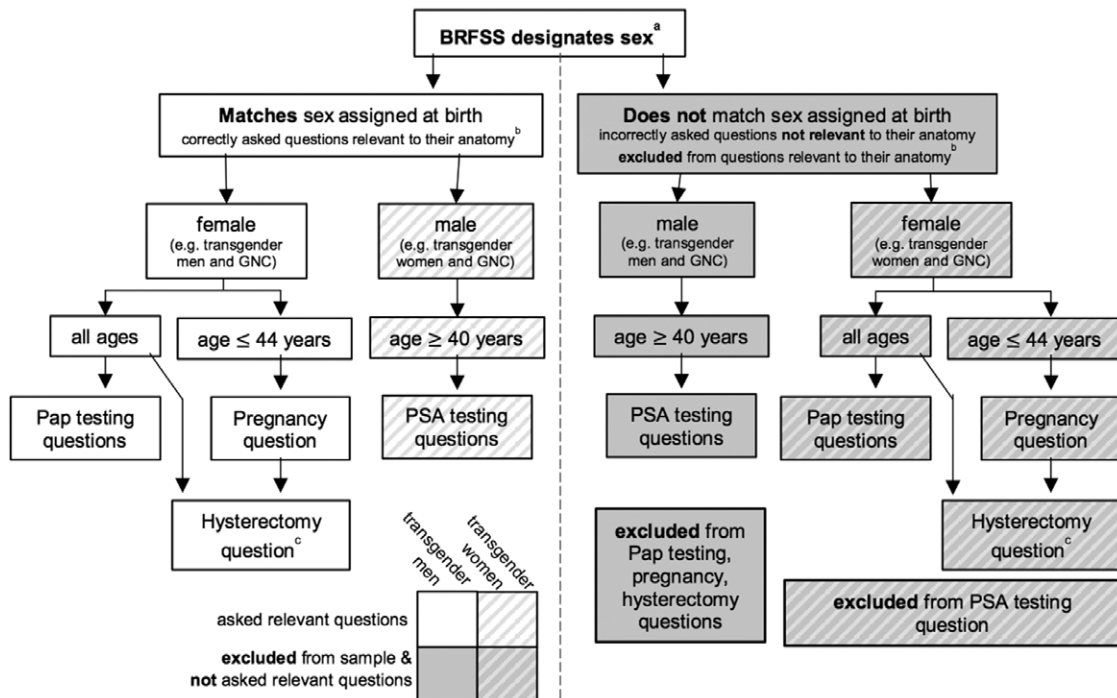 BRFSS designates sexᵃ
Matches sex assigned at birth
correctly asked questions relevant to their anatomyᵇ
female
(e.g. transgender
men and GNC)
male
(e.g. transgender
women and GNC)
all ages
age ≤ 44 years
age ≥ 40 years
Pap testing
questions
Pregnancy
question
PSA testing
questions
Hysterectomy
questionᶜ
Does not match sex assigned at birth
incorrectly asked questions not relevant to their anatomy
excluded from questions relevant to their anatomyᵇ
male
(e.g. transgender
men and GNC)
female
(e.g. transgender
women and GNC)
age ≥ 40 years
all ages
age ≤ 44 years
PSA testing
questions
Pap testing
questions
Pregnancy
question
Hysterectomy
questionᶜ
excluded from
Pap testing,
pregnancy,
hysterectomy
questions
excluded from PSA testing
question
transgender
men
transgender
women
asked relevant questions
excluded from sample &
not asked relevant questions